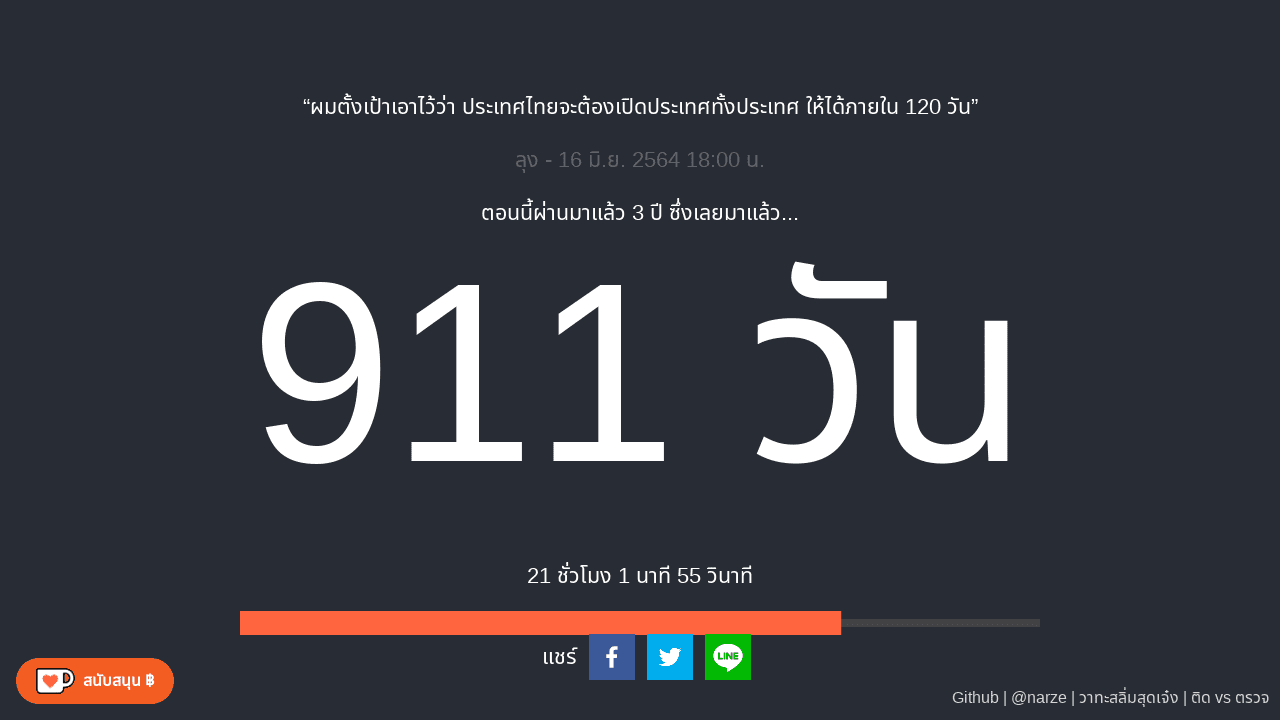 “ผมตั้งเป้าเอาไว้ว่า ประเทศไทยจะต้องเปิดประเทศทั้งประเทศ ให้ได้ภายใน 120 วัน”
ลุง - 16 มิ.ย. 2564 18:00 น.
ตอนนี้ผ่านมาแล้ว 3 ปี ซึ่งเลยมาแล้ว...
911 วัน
21 ชั่วโมง 1 นาที 55 วินาที
แชร์
LINE
สนับสนุน ฿
Github | @narze | วาทะสลิ่มสุดเจ๋ง | ติด vs ตรวจ